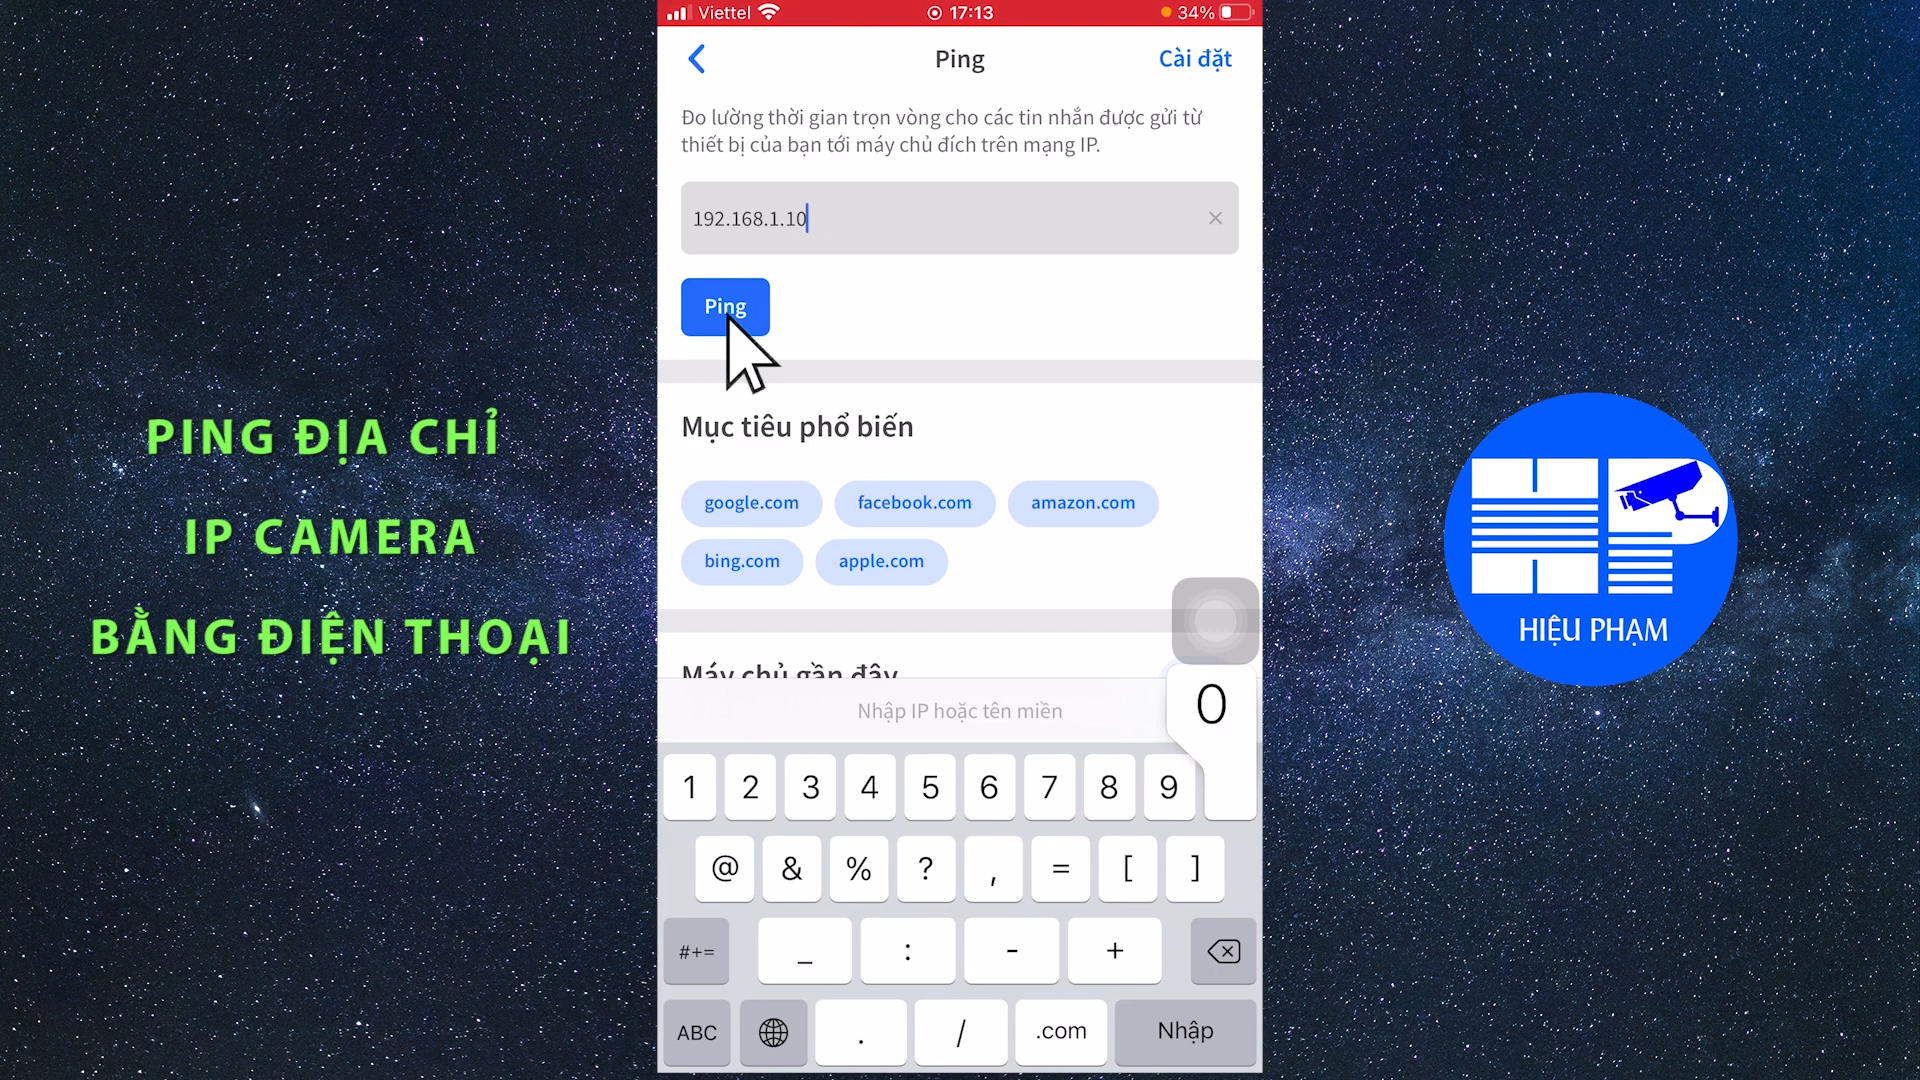 Viettel
17:13
34%
Ping
Cài đặt
Đo lường thời gian trọn vòng cho các tin nhắn được gửi từ
thiết bị của bạn tới máy chủ đích trên mạng IP.
192.168.1.10
Ping
Mục tiêu phổ biến
google.com
facebook.com
amazon.com
bing.com
apple.com
Máy chủ gần đây
Nhập IP hoặc tên miền
0
1 2 3 4 5 6 7 8 9
@ & % ? , = [ ]
#+= _ : - +
ABC . / .com Nhập
PING ĐỊA CHỈ
IP CAMERA
BẰNG ĐIỆN THOẠI
HIỆU PHẠM